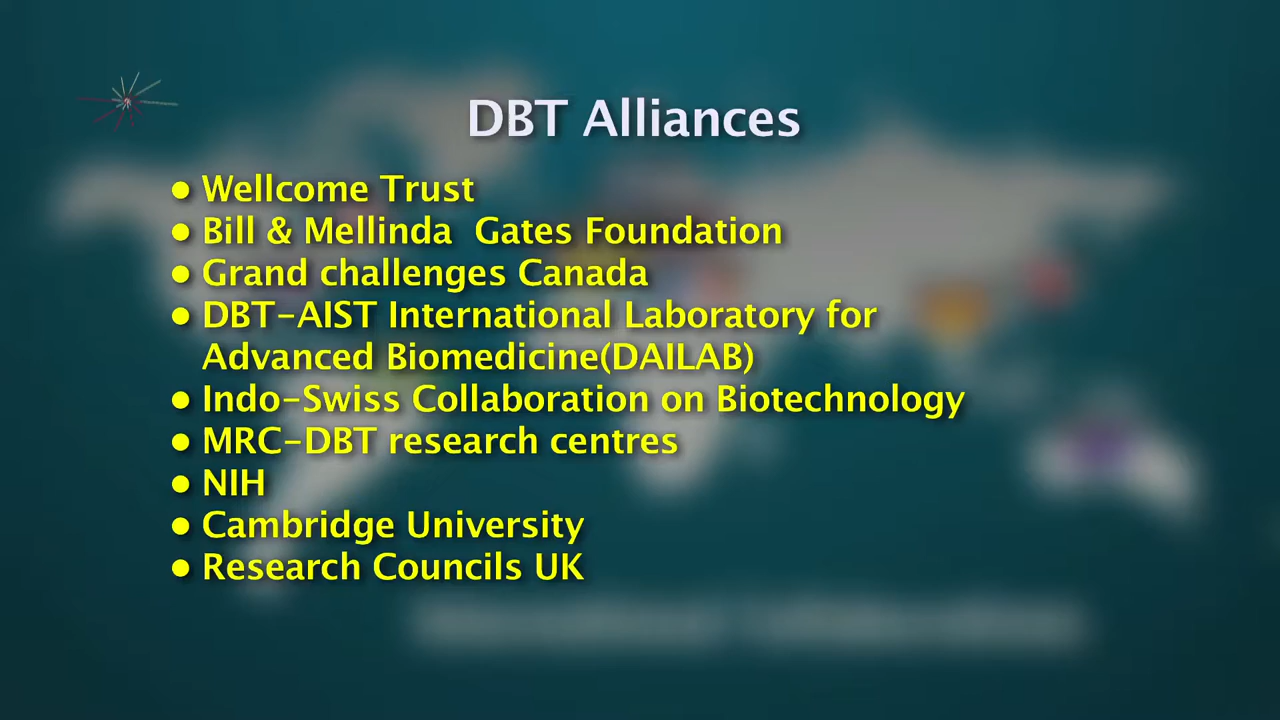 DBT Alliances
● Wellcome Trust
● Bill & Mellinda  Gates Foundation
● Grand challenges Canada
● DBT-AIST International Laboratory for
Advanced Biomedicine(DAILAB)
● Indo-Swiss Collaboration on Biotechnology
● MRC-DBT research centres
● NIH
● Cambridge University
● Research Councils UK